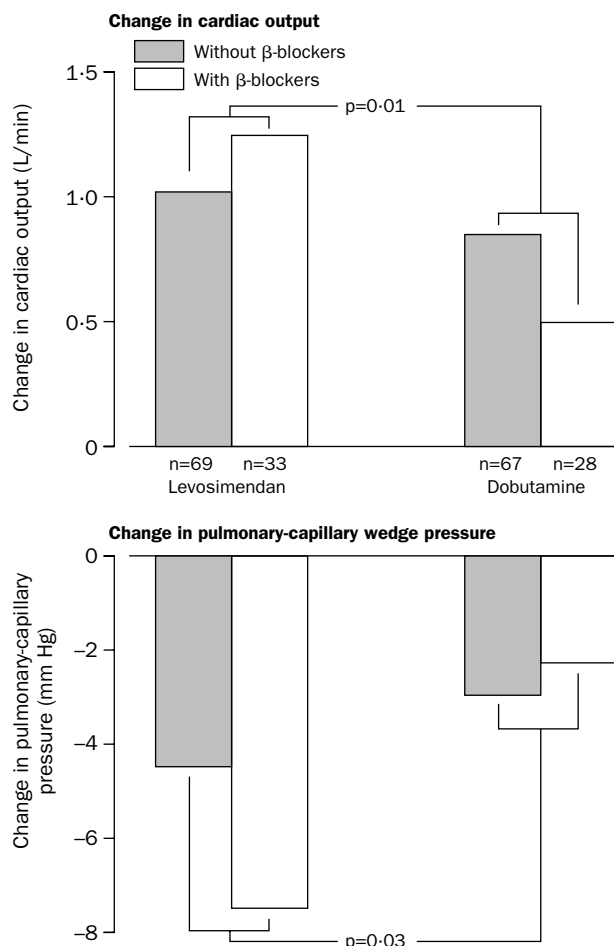 Change in cardiac output
Without β-blockers
With β-blockers
Change in cardiac output (L/min)
1·5
1·0
0·5
0
p=0·01
n=69 n=33 n=67 n=28
Levosimendan Dobutamine
Change in pulmonary-capillary wedge pressure
Change in pulmonary-capillary
pressure (mm Hg)
0
–2
–4
–6
–8
p=0·03